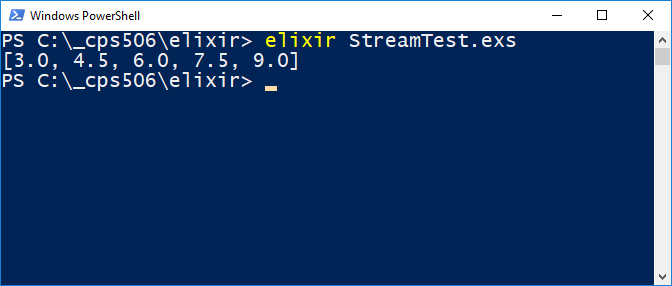 Windows PowerShell
PS C:\_cps506\elixir> elixir StreamTest.exs
[3.0, 4.5, 6.0, 7.5, 9.0]
PS C:\_cps506\elixir>